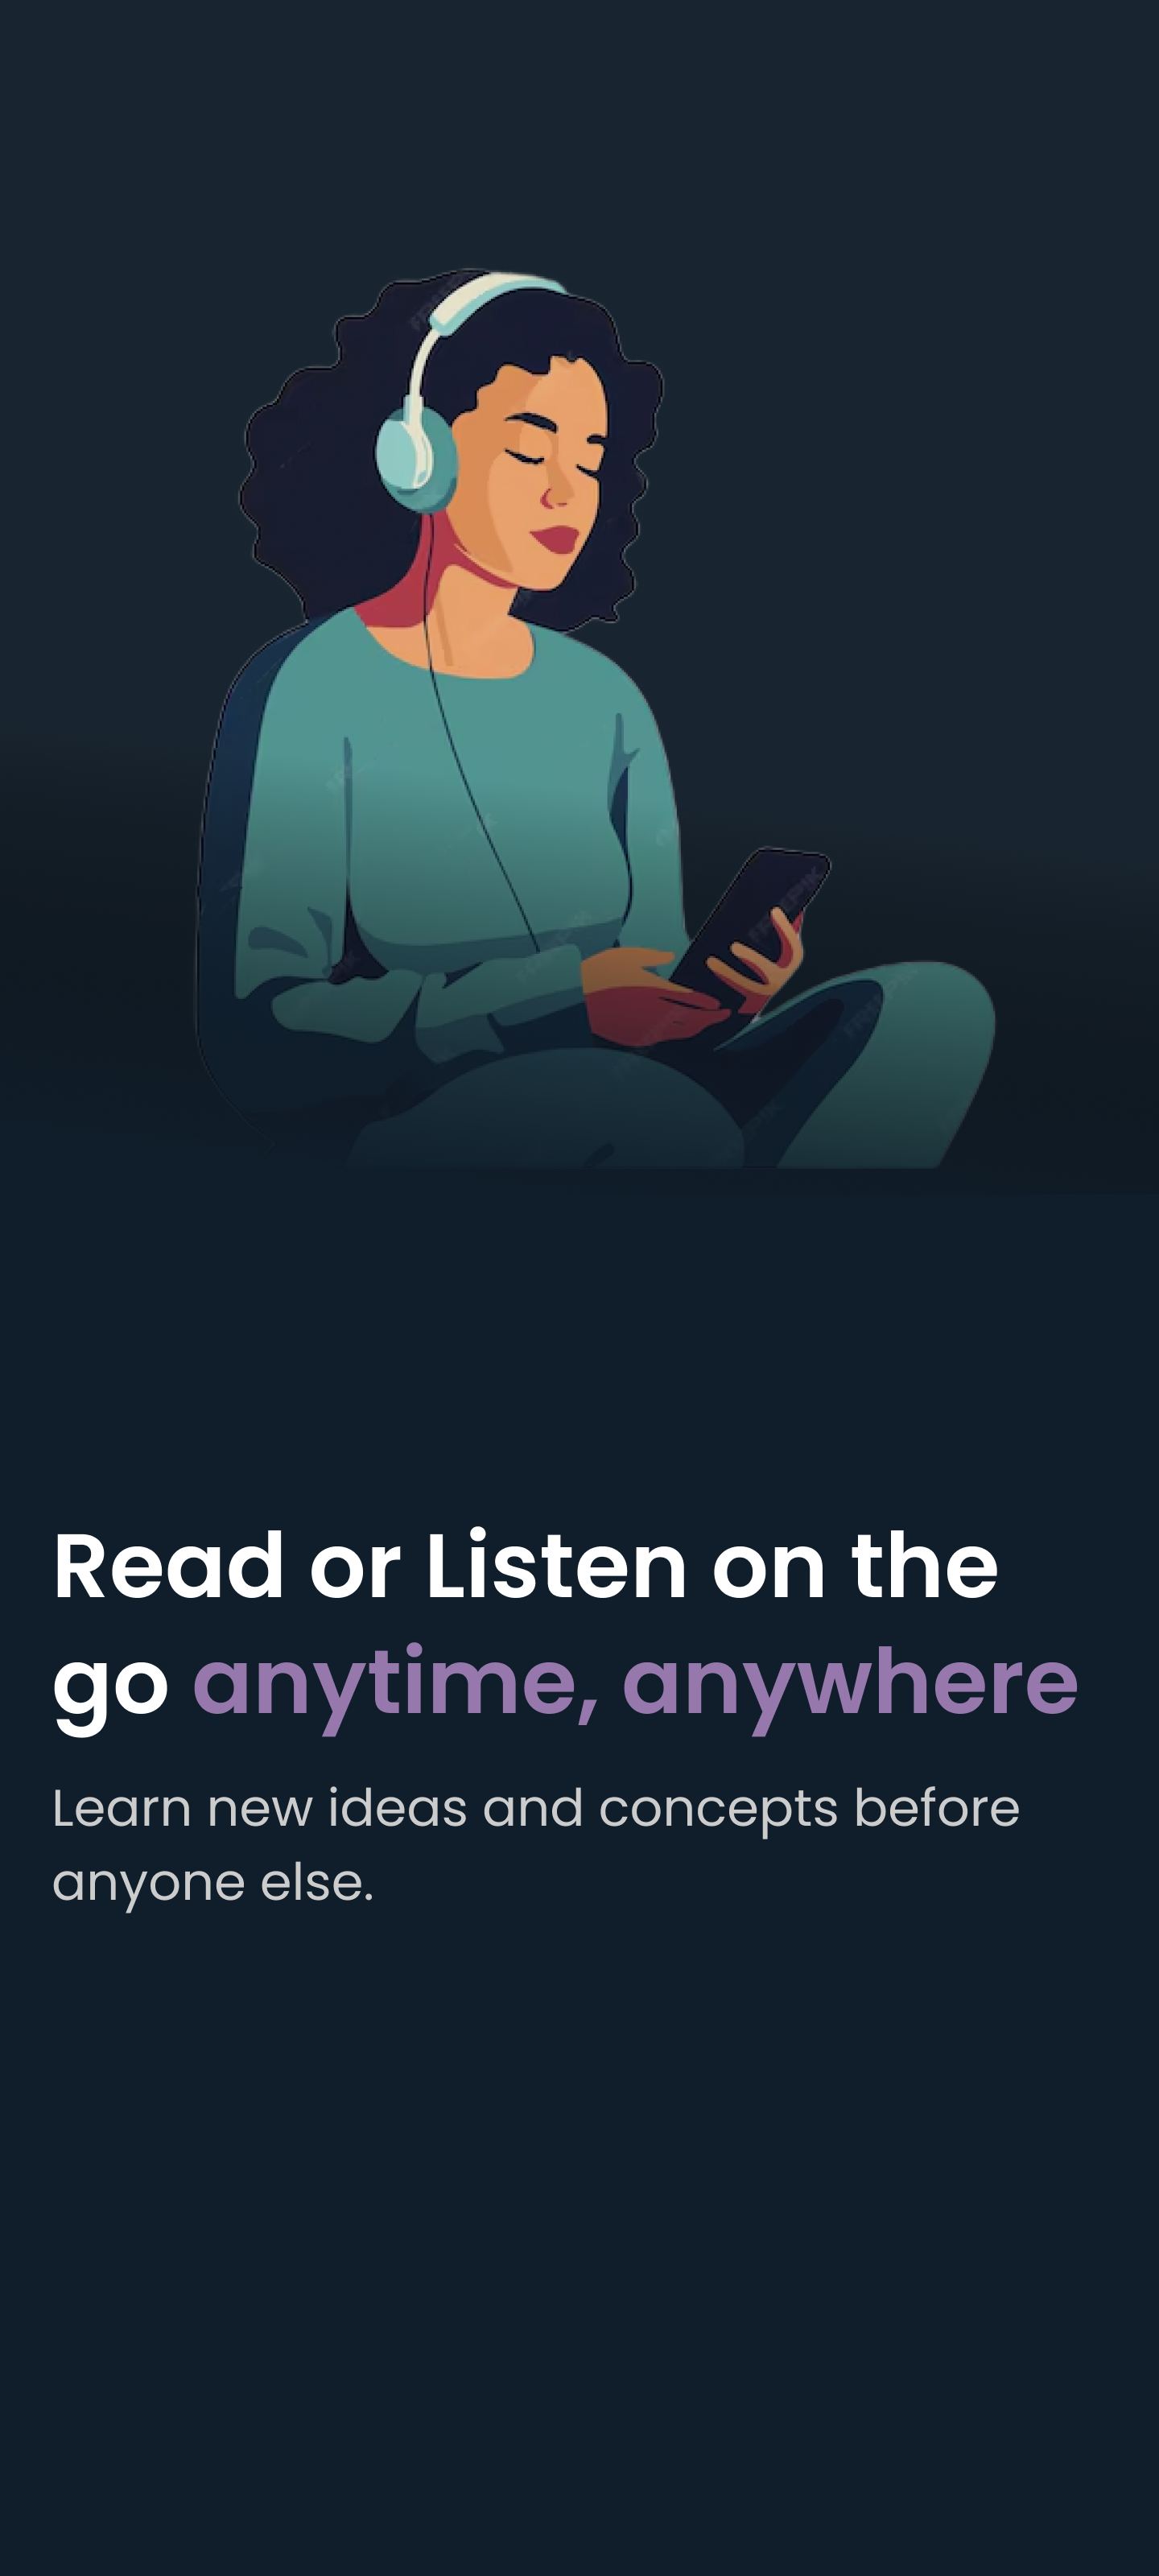 Read or Listen on the
go anytime, anywhere
Learn new ideas and concepts before
anyone else.